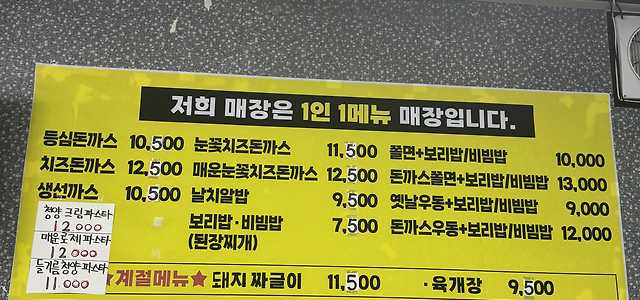 저희 매장은 1인 1메뉴 매장입니다.
등심돈까스 10,500
치즈돈까스 12,500
생선까스 10,500
청양크림파스타
12000
매운로제파스타
12000
들기름청양파스타
11.000
눈꽃치즈돈까스 11,500
매운눈꽃치즈돈까스 12,500
날치알밥 9,500
보리밥·비빔밥 7,500
(된장찌개)
쫄면+보리밥/비빔밥 10,000
돈까스쫄면+보리밥/비빔밥 13,000
옛날우동+보리밥/비빔밥 9,000
돈까스우동+보리밥/비빔밥 12,000
★계절메뉴★ 돼지 짜글이 11,500 · 육개장 9,500